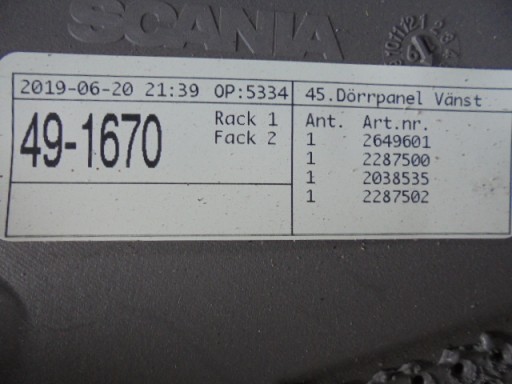 SCANIA
2019-06-20 21:39 OP:5334
49-1670
Rack 1
Fack 2
45.Dörrpanel Vänst
Ant. Art.nr.
1 2649601
1 2287500
1 2038535
1 2287502